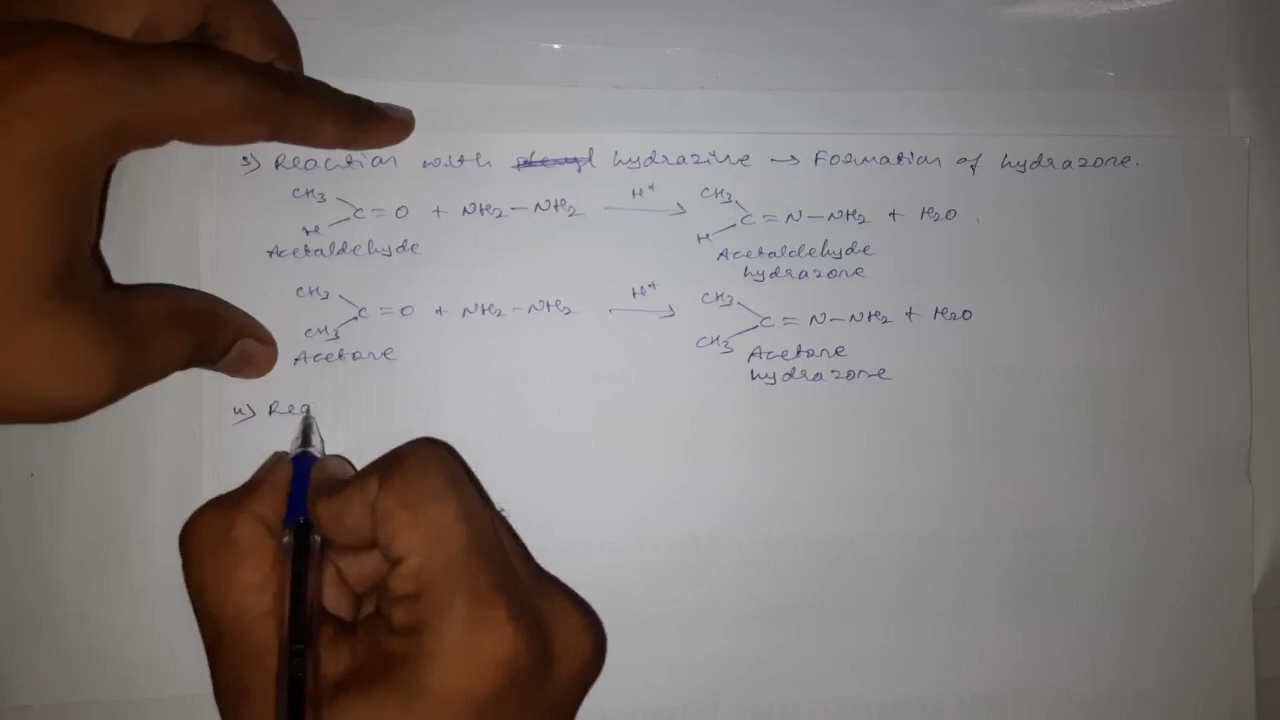 3) Reaction with hydrazine → Formation of hydrazone.
CH3 H C=O + NH2-NH2 H+ → CH3 H C=N-NH2 + H2O.
Acetaldehyde Acetaldehyde
hydrazone
CH3 CH3 C=O + NH2-NH2 H+ → CH3 CH3 C=N-NH2 + H2O
Acetone Acetone
hydrazone
4) Rea